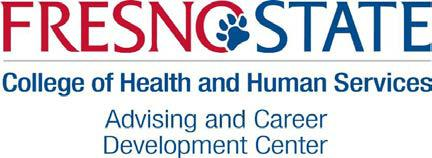 FRESNO STATE
College of Health and Human Services
Advising and Career
Development Center